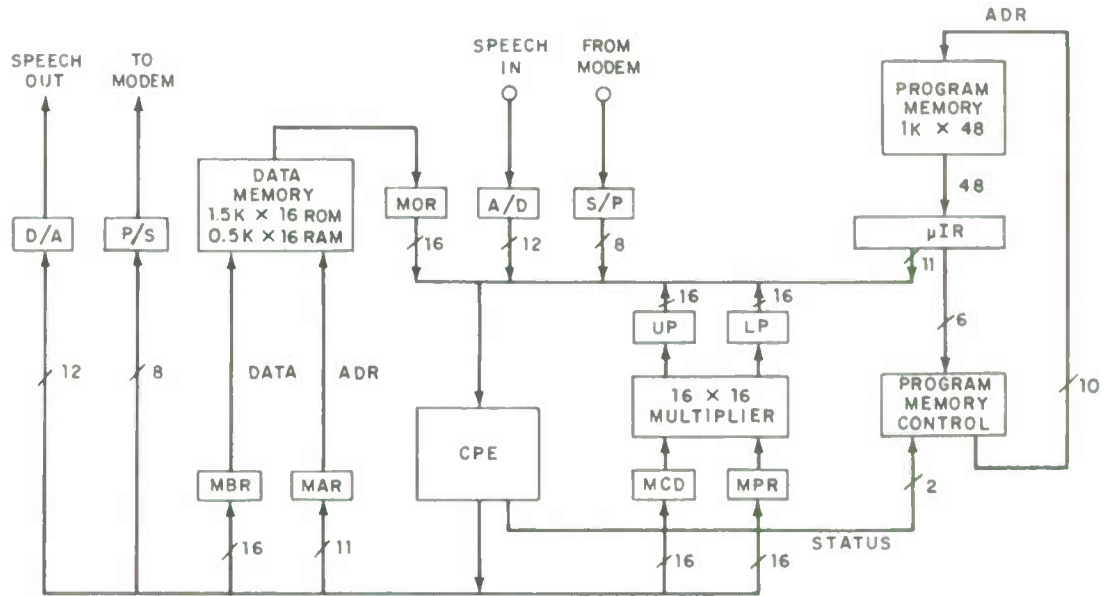 ADR
SPEECH
OUT
TO
MODEM
SPEECH
IN
FROM
MODEM
PROGRAM
MEMORY
1K × 48
48
DATA
MEMORY
1.5K × 16 ROM
0.5K × 16 RAM
MOR
A/D
S/P
D/A
P/S
μIR
16
12
8
11
16
16
6
UP
LP
12
8
DATA
ADR
16 × 16
MULTIPLIER
PROGRAM
MEMORY
CONTROL
10
CPE
MBR
MAR
MCD
MPR
2
STATUS
16
11
16
16